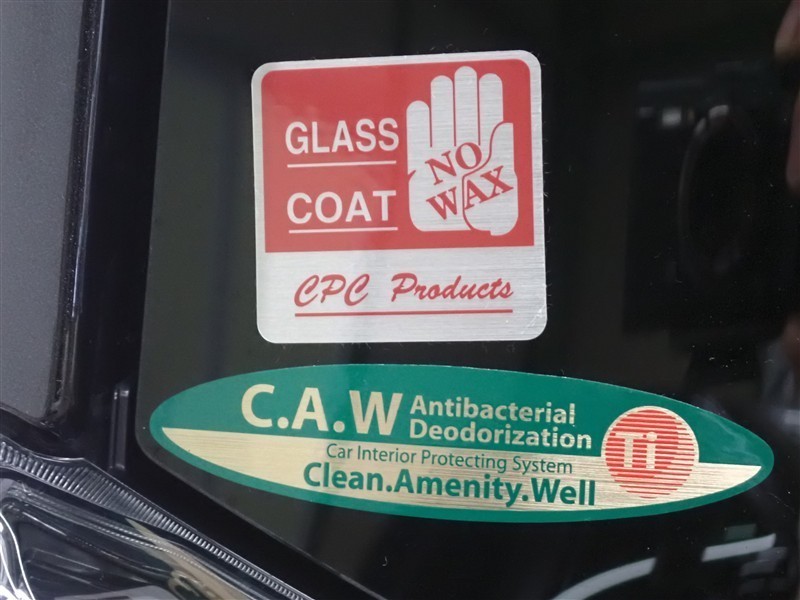 GLASS
COAT
NO
WAX
CPC Products
C.A.W Antibacterial
Deodorization
Ti
Car Interior Protecting System
Clean.Amenity.Well